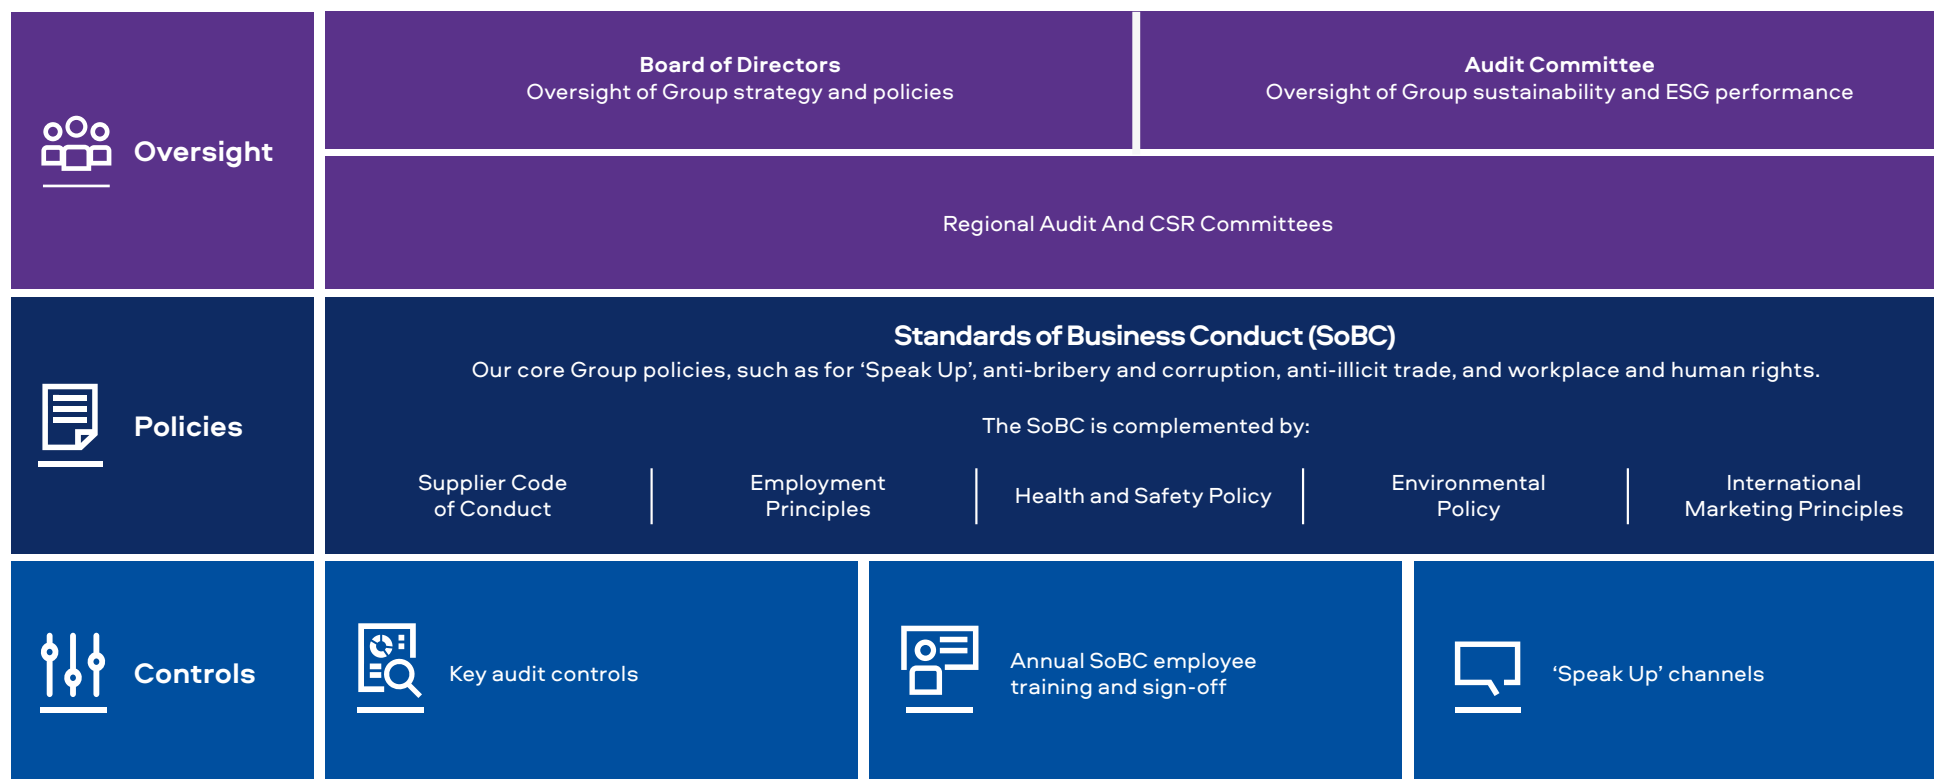 Oversight
Board of Directors
Oversight of Group strategy and policies
Audit Committee
Oversight of Group sustainability and ESG performance
Regional Audit And CSR Committees
Policies
Standards of Business Conduct (SoBC)
Our core Group policies, such as for ‘Speak Up’, anti-bribery and corruption, anti-illicit trade, and workplace and human rights.
The SoBC is complemented by:
Supplier Code
of Conduct
Employment
Principles
Health and Safety Policy
Environmental
Policy
International
Marketing Principles
Controls
Key audit controls
Annual SoBC employee
training and sign-off
‘Speak Up’ channels